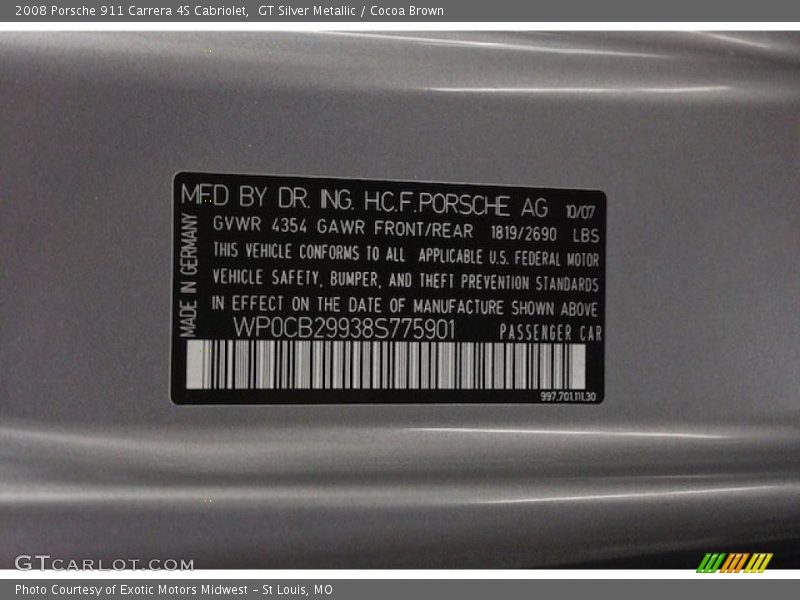 2008 Porsche 911 Carrera 4S Cabriolet,  GT Silver Metallic / Cocoa Brown
MFD BY DR. ING. H.C.F. PORSCHE AG 10/07
GVWR 4354 GAWR FRONT/REAR 1819/2690 LBS
THIS VEHICLE CONFORMS TO ALL APPLICABLE U.S. FEDERAL MOTOR
VEHICLE SAFETY, BUMPER, AND THEFT PREVENTION STANDARDS
IN EFFECT ON THE DATE OF MANUFACTURE SHOWN ABOVE
WP0CB29938S775901 PASSENGER CAR
MADE IN GERMANY
997.701.111.30
GTCARLOT.COM
Photo Courtesy of Exotic Motors Midwest - St Louis, MO